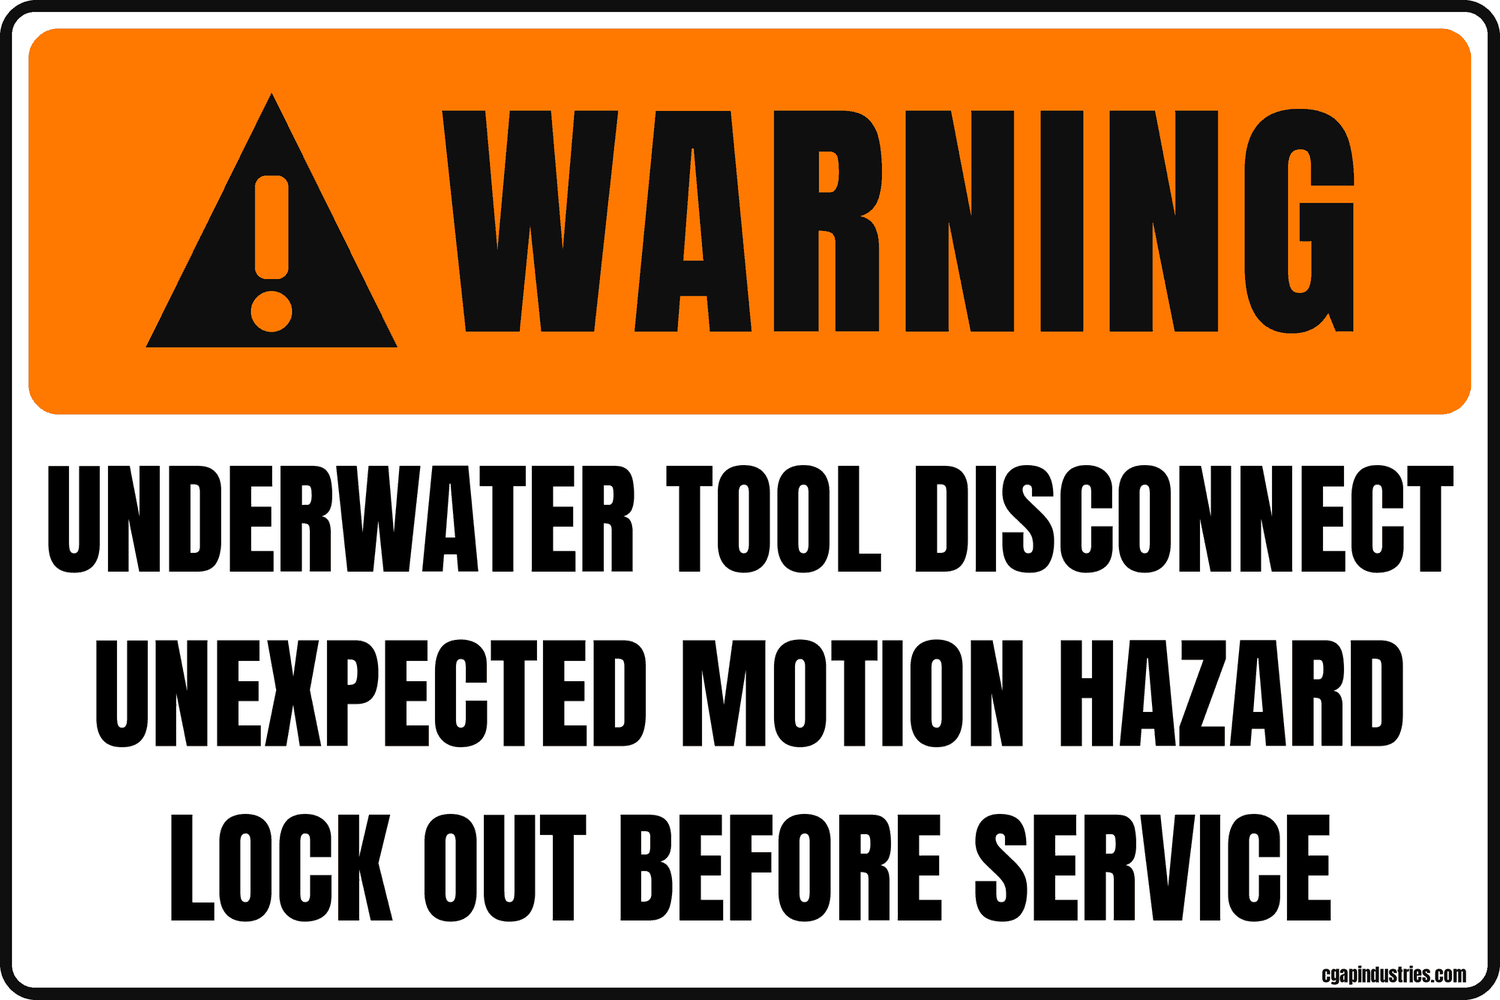 WARNING
UNDERWATER TOOL DISCONNECT
UNEXPECTED MOTION HAZARD
LOCK OUT BEFORE SERVICE
cgapindustries.com